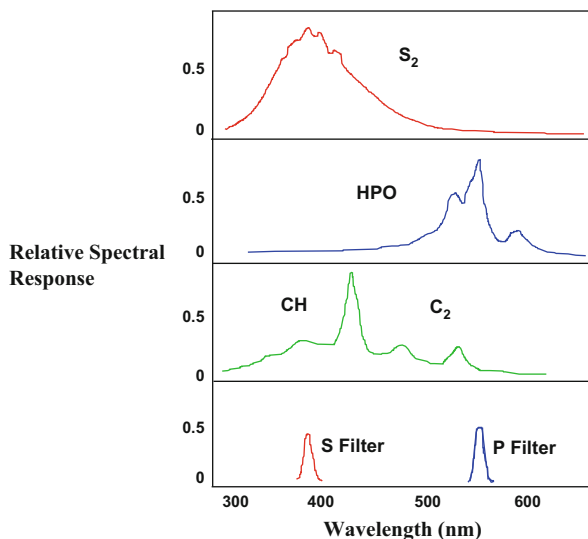 S2
0.5
0
HPO
0.5
0
Relative Spectral
Response
CH
C2
0.5
0
0.5
S Filter
P Filter
0
300 400 500 600
Wavelength (nm)